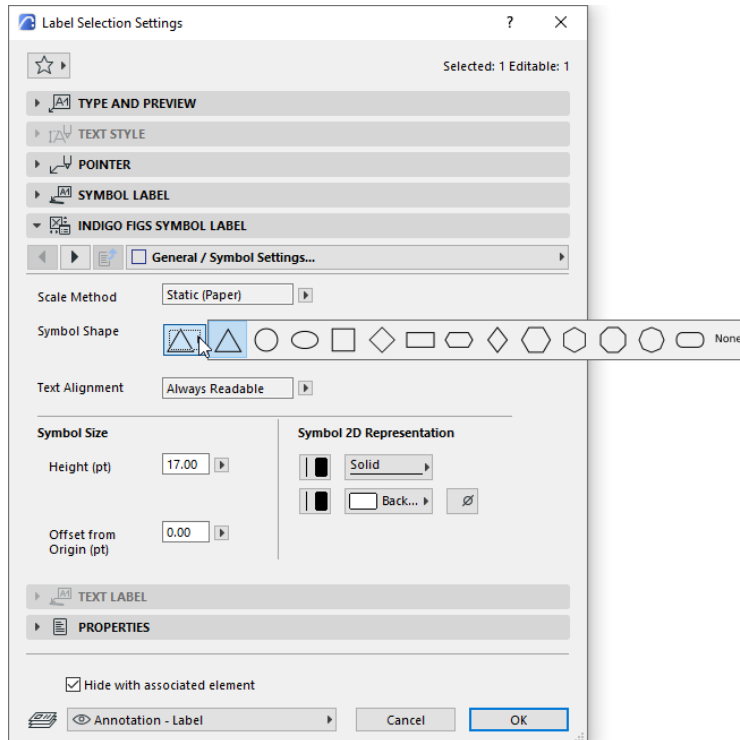 Label Selection Settings
?
Selected: 1 Editable: 1
A1 TYPE AND PREVIEW
TEXT STYLE
POINTER
A1 SYMBOL LABEL
INDIGO FIGS SYMBOL LABEL
General / Symbol Settings...
Scale Method Static (Paper)
Symbol Shape None
Text Alignment Always Readable
Symbol Size Symbol 2D Representation
Height (pt) 17.00 Solid
Back...
Offset from 0.00
Origin (pt)
A1 TEXT LABEL
PROPERTIES
Hide with associated element
Annotation - Label Cancel OK